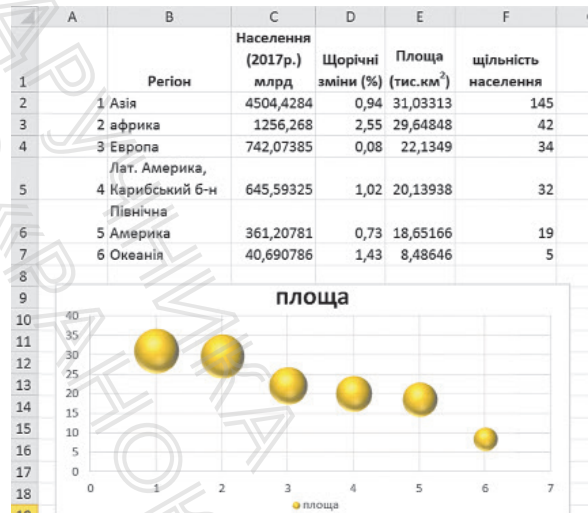 A B C D E F
Населення
(2017р.) Щорічні Площа щільність
1 Регіон млрд зміни (%) (тис.км²) населення
2 1 Азія 4504,4284 0,94 31,03313 145
3 2 африка 1256,268 2,55 29,64848 42
4 3 Европа 742,07385 0,08 22,1349 34
Лат. Америка,
5 4 Карибський б-н 645,59325 1,02 20,13938 32
Північна
6 5 Америка 361,20781 0,73 18,65166 19
7 6 Океанія 40,690786 1,43 8,48646 5
8
9 площа
10 40
11 35
12 30
13 25
14 20
15 15
16 10
17 5
0
18 0 1 2 3 4 5 6 7
площа